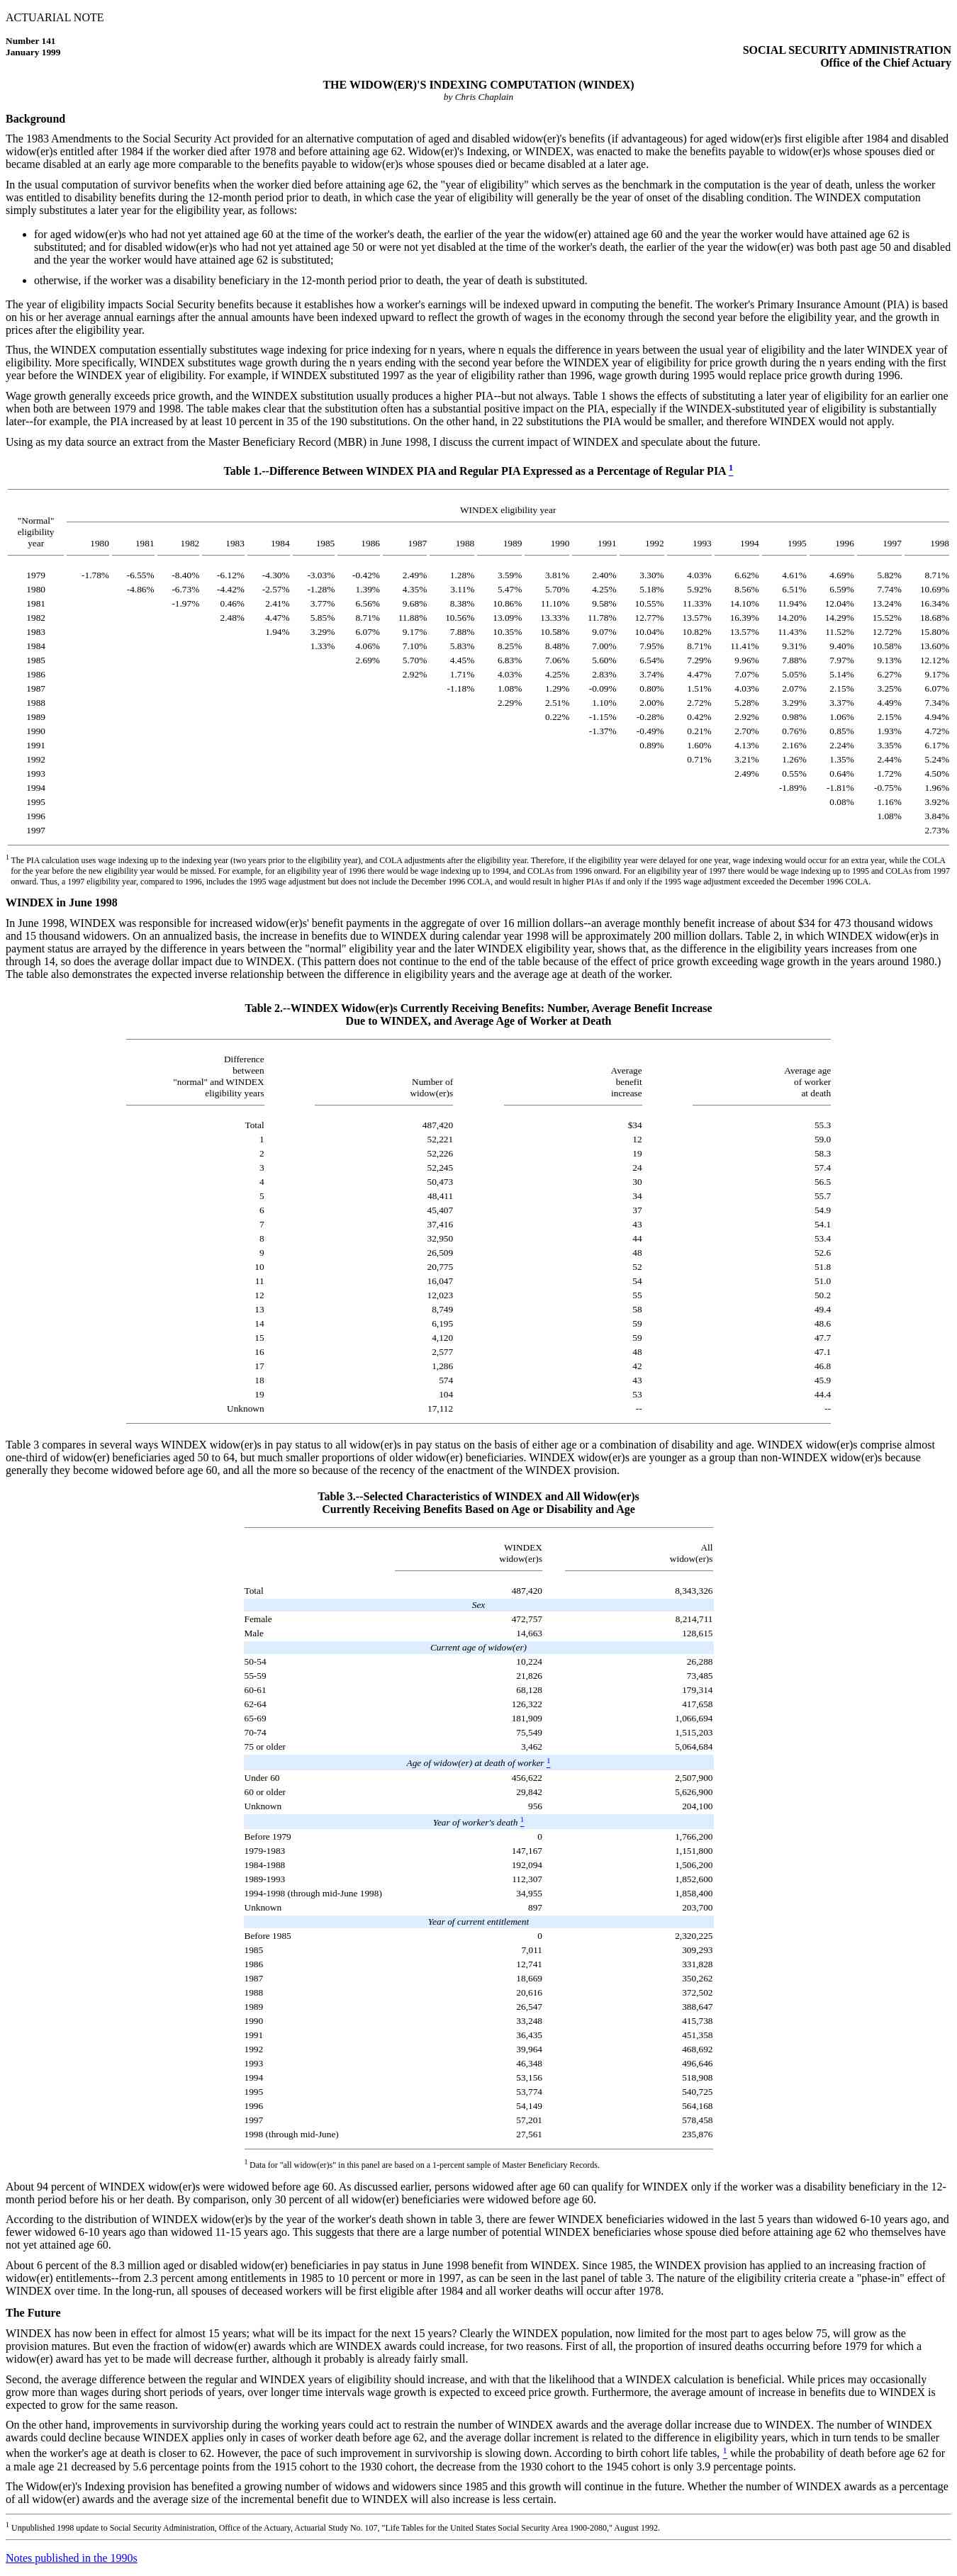 ACTUARIAL NOTE
Number 141
January 1999
SOCIAL SECURITY ADMINISTRATION
Office of the Chief Actuary
THE WIDOW(ER)'S INDEXING COMPUTATION (WINDEX)
by Chris Chaplain
Background
The 1983 Amendments to the Social Security Act provided for an alternative computation of aged and disabled widow(er)'s benefits (if advantageous) for aged widow(er)s first eligible after 1984 and disabled
widow(er)s entitled after 1984 if the worker died after 1978 and before attaining age 62. Widow(er)'s Indexing, or WINDEX, was enacted to make the benefits payable to widow(er)s whose spouses died or
became disabled at an early age more comparable to the benefits payable to widow(er)s whose spouses died or became disabled at a later age.
In the usual computation of survivor benefits when the worker died before attaining age 62, the "year of eligibility" which serves as the benchmark in the computation is the year of death, unless the worker
was entitled to disability benefits during the 12-month period prior to death, in which case the year of eligibility will generally be the year of onset of the disabling condition. The WINDEX computation
simply substitutes a later year for the eligibility year, as follows:
• for aged widow(er)s who had not yet attained age 60 at the time of the worker's death, the earlier of the year the widow(er) attained age 60 and the year the worker would have attained age 62 is
substituted; and for disabled widow(er)s who had not yet attained age 50 or were not yet disabled at the time of the worker's death, the earlier of the year the widow(er) was both past age 50 and disabled
and the year the worker would have attained age 62 is substituted;
• otherwise, if the worker was a disability beneficiary in the 12-month period prior to death, the year of death is substituted.
The year of eligibility impacts Social Security benefits because it establishes how a worker's earnings will be indexed upward in computing the benefit. The worker's Primary Insurance Amount (PIA) is based
on his or her average annual earnings after the annual amounts have been indexed upward to reflect the growth of wages in the economy through the second year before the eligibility year, and the growth in
prices after the eligibility year.
Thus, the WINDEX computation essentially substitutes wage indexing for price indexing for n years, where n equals the difference in years between the usual year of eligibility and the later WINDEX year of
eligibility. More specifically, WINDEX substitutes wage growth during the n years ending with the second year before the WINDEX year of eligibility for price growth during the n years ending with the first
year before the WINDEX year of eligibility. For example, if WINDEX substituted 1997 as the year of eligibility rather than 1996, wage growth during 1995 would replace price growth during 1996.
Wage growth generally exceeds price growth, and the WINDEX substitution usually produces a higher PIA--but not always. Table 1 shows the effects of substituting a later year of eligibility for an earlier one
when both are between 1979 and 1998. The table makes clear that the substitution often has a substantial positive impact on the PIA, especially if the WINDEX-substituted year of eligibility is substantially
later--for example, the PIA increased by at least 10 percent in 35 of the 190 substitutions. On the other hand, in 22 substitutions the PIA would be smaller, and therefore WINDEX would not apply.
Using as my data source an extract from the Master Beneficiary Record (MBR) in June 1998, I discuss the current impact of WINDEX and speculate about the future.
Table 1.--Difference Between WINDEX PIA and Regular PIA Expressed as a Percentage of Regular PIA 1
"Normal"
eligibility
year
WINDEX eligibility year
1980 1981 1982 1983 1984 1985 1986 1987 1988 1989 1990 1991 1992 1993 1994 1995 1996 1997 1998
1979 -1.78% -6.55% -8.40% -6.12% -4.30% -3.03% -0.42% 2.49% 1.28% 3.59% 3.81% 2.40% 3.30% 4.03% 6.62% 4.61% 4.69% 5.82% 8.71%
1980 -4.86% -6.73% -4.42% -2.57% -1.28% 1.39% 4.35% 3.11% 5.47% 5.70% 4.25% 5.18% 5.92% 8.56% 6.51% 6.59% 7.74% 10.69%
1981 -1.97% 0.46% 2.41% 3.77% 6.56% 9.68% 8.38% 10.86% 11.10% 9.58% 10.55% 11.33% 14.10% 11.94% 12.04% 13.24% 16.34%
1982 2.48% 4.47% 5.85% 8.71% 11.88% 10.56% 13.09% 13.33% 11.78% 12.77% 13.57% 16.39% 14.20% 14.29% 15.52% 18.68%
1983 1.94% 3.29% 6.07% 9.17% 7.88% 10.35% 10.58% 9.07% 10.04% 10.82% 13.57% 11.43% 11.52% 12.72% 15.80%
1984 1.33% 4.06% 7.10% 5.83% 8.25% 8.48% 7.00% 7.95% 8.71% 11.41% 9.31% 9.40% 10.58% 13.60%
1985 2.69% 5.70% 4.45% 6.83% 7.06% 5.60% 6.54% 7.29% 9.96% 7.88% 7.97% 9.13% 12.12%
1986 2.92% 1.71% 4.03% 4.25% 2.83% 3.74% 4.47% 7.07% 5.05% 5.14% 6.27% 9.17%
1987 -1.18% 1.08% 1.29% -0.09% 0.80% 1.51% 4.03% 2.07% 2.15% 3.25% 6.07%
1988 2.29% 2.51% 1.10% 2.00% 2.72% 5.28% 3.29% 3.37% 4.49% 7.34%
1989 0.22% -1.15% -0.28% 0.42% 2.92% 0.98% 1.06% 2.15% 4.94%
1990 -1.37% -0.49% 0.21% 2.70% 0.76% 0.85% 1.93% 4.72%
1991 0.89% 1.60% 4.13% 2.16% 2.24% 3.35% 6.17%
1992 0.71% 3.21% 1.26% 1.35% 2.44% 5.24%
1993 2.49% 0.55% 0.64% 1.72% 4.50%
1994 -1.89% -1.81% -0.75% 1.96%
1995 0.08% 1.16% 3.92%
1996 1.08% 3.84%
1997 2.73%
1 The PIA calculation uses wage indexing up to the indexing year (two years prior to the eligibility year), and COLA adjustments after the eligibility year. Therefore, if the eligibility year were delayed for one year, wage indexing would occur for an extra year, while the COLA
for the year before the new eligibility year would be missed. For example, for an eligibility year of 1996 there would be wage indexing up to 1994, and COLAs from 1996 onward. For an eligibility year of 1997 there would be wage indexing up to 1995 and COLAs from 1997
onward. Thus, a 1997 eligibility year, compared to 1996, includes the 1995 wage adjustment but does not include the December 1996 COLA, and would result in higher PIAs if and only if the 1995 wage adjustment exceeded the December 1996 COLA.
WINDEX in June 1998
In June 1998, WINDEX was responsible for increased widow(er)s' benefit payments in the aggregate of over 16 million dollars--an average monthly benefit increase of about $34 for 473 thousand widows
and 15 thousand widowers. On an annualized basis, the increase in benefits due to WINDEX during calendar year 1998 will be approximately 200 million dollars. Table 2, in which WINDEX widow(er)s in
payment status are arrayed by the difference in years between the "normal" eligibility year and the later WINDEX eligibility year, shows that, as the difference in the eligibility years increases from one
through 14, so does the average dollar impact due to WINDEX. (This pattern does not continue to the end of the table because of the effect of price growth exceeding wage growth in the years around 1980.)
The table also demonstrates the expected inverse relationship between the difference in eligibility years and the average age at death of the worker.
Table 2.--WINDEX Widow(er)s Currently Receiving Benefits: Number, Average Benefit Increase
Due to WINDEX, and Average Age of Worker at Death
Difference
between
"normal" and WINDEX
eligibility years
Number of
widow(er)s
Average
benefit
increase
Average age
of worker
at death
Total 487,420 $34 55.3
1 52,221 12 59.0
2 52,226 19 58.3
3 52,245 24 57.4
4 50,473 30 56.5
5 48,411 34 55.7
6 45,407 37 54.9
7 37,416 43 54.1
8 32,950 44 53.4
9 26,509 48 52.6
10 20,775 52 51.8
11 16,047 54 51.0
12 12,023 55 50.2
13 8,749 58 49.4
14 6,195 59 48.6
15 4,120 59 47.7
16 2,577 48 47.1
17 1,286 42 46.8
18 574 43 45.9
19 104 53 44.4
Unknown 17,112 -- --
Table 3 compares in several ways WINDEX widow(er)s in pay status to all widow(er)s in pay status on the basis of either age or a combination of disability and age. WINDEX widow(er)s comprise almost
one-third of widow(er) beneficiaries aged 50 to 64, but much smaller proportions of older widow(er) beneficiaries. WINDEX widow(er)s are younger as a group than non-WINDEX widow(er)s because
generally they become widowed before age 60, and all the more so because of the recency of the enactment of the WINDEX provision.
Table 3.--Selected Characteristics of WINDEX and All Widow(er)s
Currently Receiving Benefits Based on Age or Disability and Age
WINDEX
widow(er)s
All
widow(er)s
Total 487,420 8,343,326
Sex
Female 472,757 8,214,711
Male 14,663 128,615
Current age of widow(er)
50-54 10,224 26,288
55-59 21,826 73,485
60-61 68,128 179,314
62-64 126,322 417,658
65-69 181,909 1,066,694
70-74 75,549 1,515,203
75 or older 3,462 5,064,684
Age of widow(er) at death of worker 1
Under 60 456,622 2,507,900
60 or older 29,842 5,626,900
Unknown 956 204,100
Year of worker's death 1
Before 1979 0 1,766,200
1979-1983 147,167 1,151,800
1984-1988 192,094 1,506,200
1989-1993 112,307 1,852,600
1994-1998 (through mid-June 1998) 34,955 1,858,400
Unknown 897 203,700
Year of current entitlement
Before 1985 0 2,320,225
1985 7,011 309,293
1986 12,741 331,828
1987 18,669 350,262
1988 20,616 372,502
1989 26,547 388,647
1990 33,248 415,738
1991 36,435 451,358
1992 39,964 468,692
1993 46,348 496,646
1994 53,156 518,908
1995 53,774 540,725
1996 54,149 564,168
1997 57,201 578,458
1998 (through mid-June) 27,561 235,876
1 Data for "all widow(er)s" in this panel are based on a 1-percent sample of Master Beneficiary Records.
About 94 percent of WINDEX widow(er)s were widowed before age 60. As discussed earlier, persons widowed after age 60 can qualify for WINDEX only if the worker was a disability beneficiary in the 12-
month period before his or her death. By comparison, only 30 percent of all widow(er) beneficiaries were widowed before age 60.
According to the distribution of WINDEX widow(er)s by the year of the worker's death shown in table 3, there are fewer WINDEX beneficiaries widowed in the last 5 years than widowed 6-10 years ago, and
fewer widowed 6-10 years ago than widowed 11-15 years ago. This suggests that there are a large number of potential WINDEX beneficiaries whose spouse died before attaining age 62 who themselves have
not yet attained age 60.
About 6 percent of the 8.3 million aged or disabled widow(er) beneficiaries in pay status in June 1998 benefit from WINDEX. Since 1985, the WINDEX provision has applied to an increasing fraction of
widow(er) entitlements--from 2.3 percent among entitlements in 1985 to 10 percent or more in 1997, as can be seen in the last panel of table 3. The nature of the eligibility criteria create a "phase-in" effect of
WINDEX over time. In the long-run, all spouses of deceased workers will be first eligible after 1984 and all worker deaths will occur after 1978.
The Future
WINDEX has now been in effect for almost 15 years; what will be its impact for the next 15 years? Clearly the WINDEX population, now limited for the most part to ages below 75, will grow as the
provision matures. But even the fraction of widow(er) awards which are WINDEX awards could increase, for two reasons. First of all, the proportion of insured deaths occurring before 1979 for which a
widow(er) award has yet to be made will decrease further, although it probably is already fairly small.
Second, the average difference between the regular and WINDEX years of eligibility should increase, and with that the likelihood that a WINDEX calculation is beneficial. While prices may occasionally
grow more than wages during short periods of years, over longer time intervals wage growth is expected to exceed price growth. Furthermore, the average amount of increase in benefits due to WINDEX is
expected to grow for the same reason.
On the other hand, improvements in survivorship during the working years could act to restrain the number of WINDEX awards and the average dollar increase due to WINDEX. The number of WINDEX
awards could decline because WINDEX applies only in cases of worker death before age 62, and the average dollar increment is related to the difference in eligibility years, which in turn tends to be smaller
when the worker's age at death is closer to 62. However, the pace of such improvement in survivorship is slowing down. According to birth cohort life tables, 1 while the probability of death before age 62 for
a male age 21 decreased by 5.6 percentage points from the 1915 cohort to the 1930 cohort, the decrease from the 1930 cohort to the 1945 cohort is only 3.9 percentage points.
The Widow(er)'s Indexing provision has benefited a growing number of widows and widowers since 1985 and this growth will continue in the future. Whether the number of WINDEX awards as a percentage
of all widow(er) awards and the average size of the incremental benefit due to WINDEX will also increase is less certain.
1 Unpublished 1998 update to Social Security Administration, Office of the Actuary, Actuarial Study No. 107, "Life Tables for the United States Social Security Area 1900-2080," August 1992.
Notes published in the 1990s